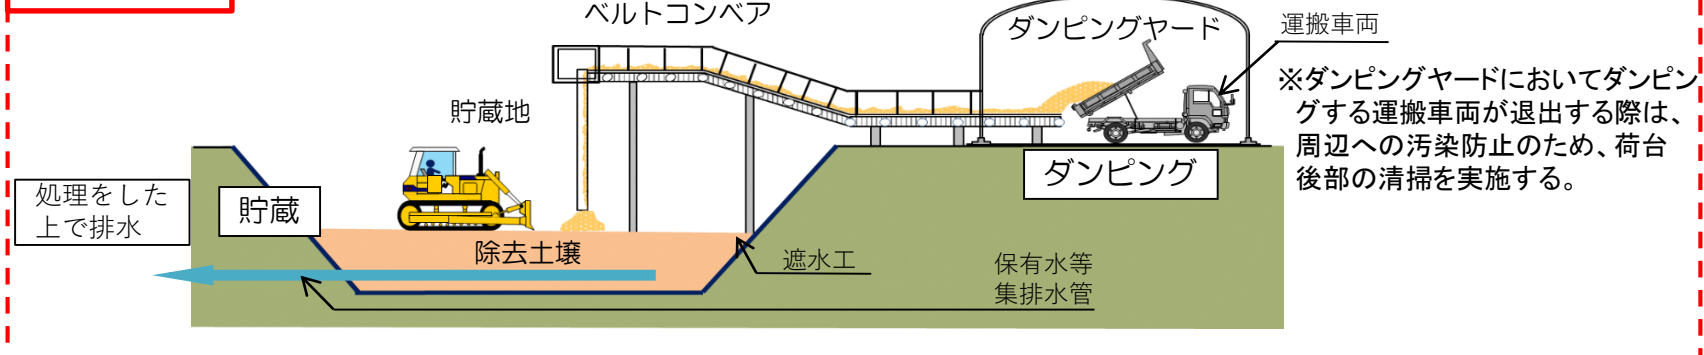 ベルトコンベア
ダンピングヤード
運搬車両
※ダンピングヤードにおいてダンピン
グする運搬車両が退出する際は、
周辺への汚染防止のため、荷台
後部の清掃を実施する。
貯蔵地
ダンピング
処理をした
上で排水
貯蔵
除去土壌
遮水工
保有水等
集排水管